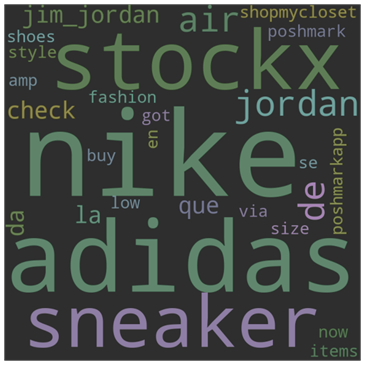 jim_jordan
air
shopmycloset
shoes
stockx
poshmark
style
amp
fashion
jordan
check
got
nike
en
buy
se
poshmarkapp
low
de
da
la
que
via
size
adidas
sneaker
now
items